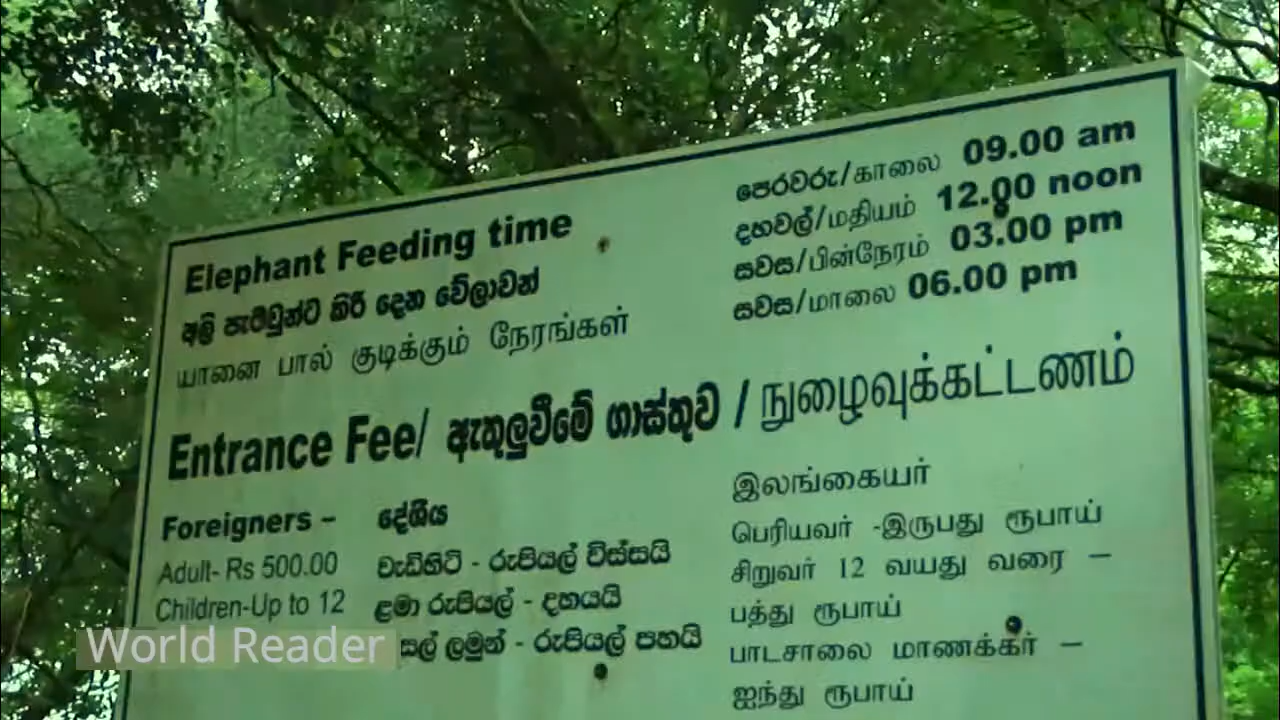 Elephant Feeding time
අලි පැටවුන්ට කිරි දෙන වේලාවන්
யானை பால் குடிக்கும் நேரங்கள்
පෙරවරු/காலை 09.00 am
දහවල්/மதியம் 12.00 noon
සවස/பின்நேரம் 03.00 pm
සවස/மாலை 06.00 pm
Entrance Fee/ ඇතුලුවීමේ ගාස්තුව / நுழைவுக்கட்டணம்
Foreigners –
Adult- Rs 500.00
Children-Up to 12
දේශීය
වැඩිහිටි - රුපියල් විස්සයි
ළමා රුපියල් - දහයයි
ලමුන් - රුපියල් පහයි
இலங்கையர்
பெரியவர் -இருபது ரூபாய்
சிறுவர் 12 வயது வரை –
பத்து ரூபாய்
பாடசாலை மாணக்கர் –
ஐந்து ரூபாய்
World Reader